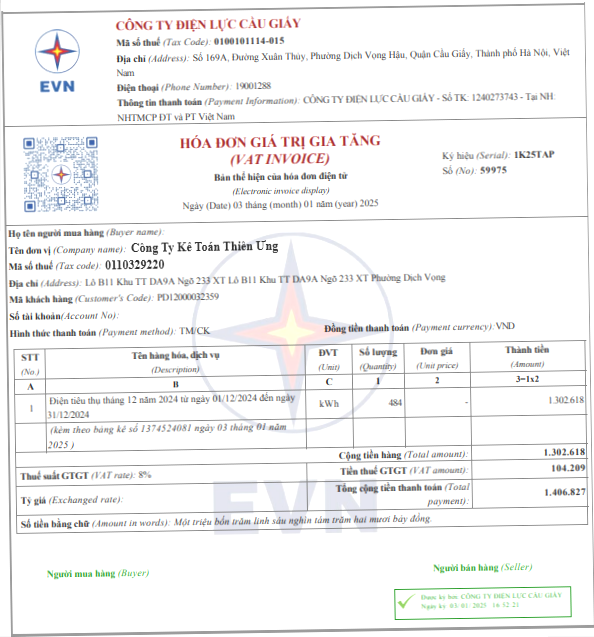 CÔNG TY ĐIỆN LỰC CẦU GIẤY
Mã số thuế (Tax Code): 0100101114-015
Địa chỉ (Address): Số 169A, Đường Xuân Thủy, Phường Dịch Vọng Hậu, Quận Cầu Giấy, Thành phố Hà Nội, Việt
Nam
EVN
Điện thoại (Phone Number): 19001288
Thông tin thanh toán (Payment Information): CÔNG TY ĐIỆN LỰC CẦU GIẤY - Số TK: 1240273743 - Tại NH:
NHTMCP ĐT và PT Việt Nam
HÓA ĐƠN GIÁ TRỊ GIA TĂNG
(VAT INVOICE)
Ký hiệu (Serial): 1K25TAP
Bản thể hiện của hóa đơn điện tử
Số (No): 59975
(Electronic invoice display)
Ngày (Date) 03 tháng (month) 01 năm (year) 2025
Họ tên người mua hàng (Buyer name):
Tên đơn vị (Company name): Công Ty Kế Toán Thiên Ưng
Mã số thuế (Tax code): 0110329220
Địa chỉ (Address): Lô B11 Khu TT DA9A Ngõ 233 XT Lô B11 Khu TT DA9A Ngõ 233 XT Phường Dịch Vọng
Mã khách hàng (Customer's Code): PD12000032359
Số tài khoản(Account No):
Hình thức thanh toán (Payment method): TM/CK Đồng tiền thanh toán (Payment currency): VND
STT Tên hàng hóa, dịch vụ ĐVT Số lượng Đơn giá Thành tiền
(No.) (Description) (Unit) (Quantity) (Unit price) (Amount)
A B C 1 2 3=1x2
1 Điện tiêu thụ tháng 12 năm 2024 từ ngày 01/12/2024 đến ngày
31/12/2024 kWh 484 - 1.302.618
(kèm theo bảng kê số 1374524081 ngày 03 tháng 01 năm
2025 )
Cộng tiền hàng (Total amount): 1.302.618
Thuế suất GTGT (VAT rate): 8% Tiền thuế GTGT (VAT amount): 104.209
Tỷ giá (Exchanged rate): Tổng cộng tiền thanh toán (Total
payment): 1.406.827
EVN
Số tiền bằng chữ (Amount in words): Một triệu bốn trăm linh sáu nghìn tám trăm hai mươi bảy đồng.
Người mua hàng (Buyer) Người bán hàng (Seller)
Được ký bởi: CÔNG TY ĐIỆN LỰC CẦU GIẤY
Ngày ký: 03/01/2025 16:12:21